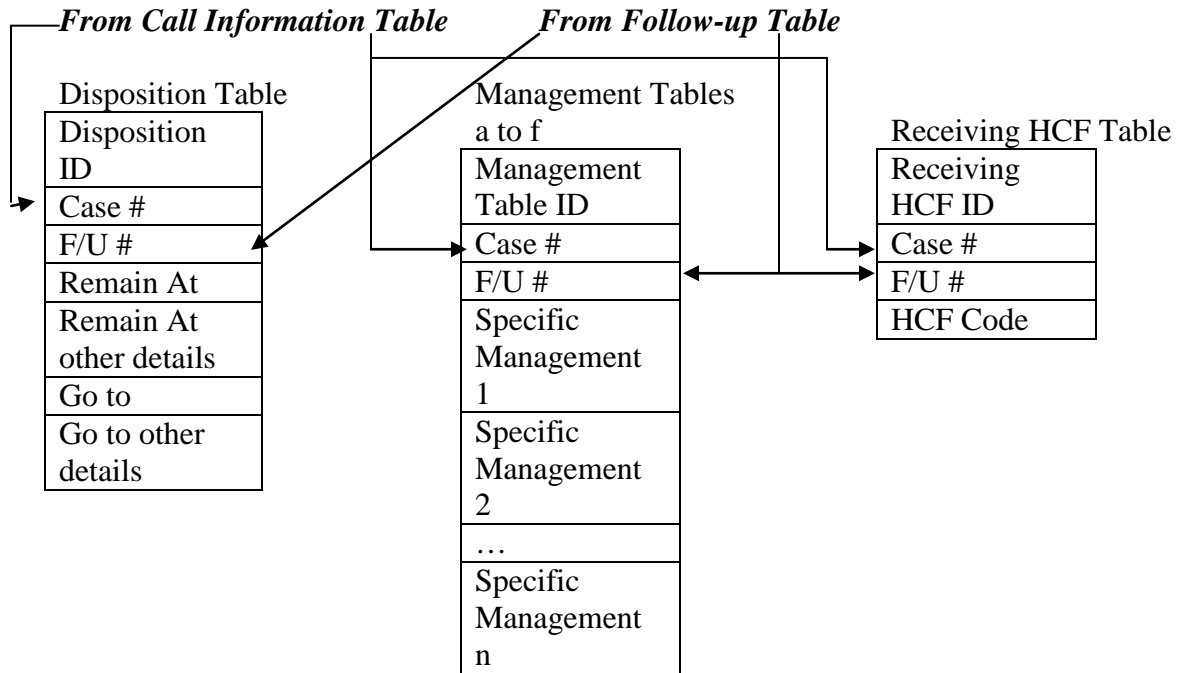 From Call Information Table
From Follow-up Table
Disposition Table
Disposition
ID
Case #
F/U #
Remain At
Remain At
other details
Go to
Go to other
details
Management Tables
a to f
Management
Table ID
Case #
F/U #
Specific
Management
1
Specific
Management
2
…
Specific
Management
n
Receiving HCF Table
Receiving
HCF ID
Case #
F/U #
HCF Code